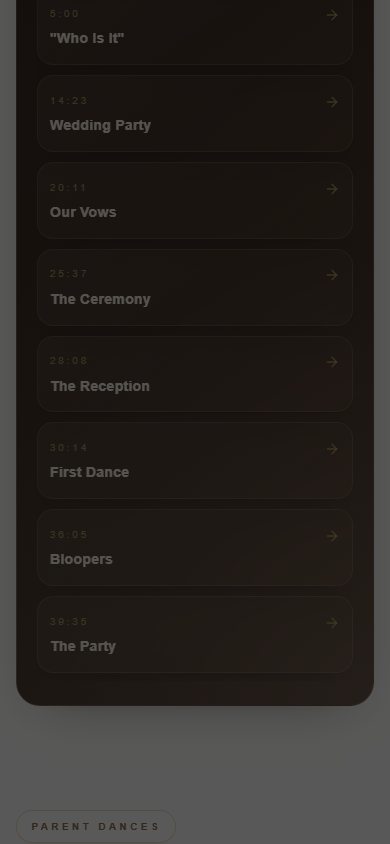 5:00
"Who Is It"
14:23
Wedding Party
20:11
Our Vows
25:37
The Ceremony
28:08
The Reception
30:14
First Dance
36:05
Bloopers
39:35
The Party
PARENT DANCES